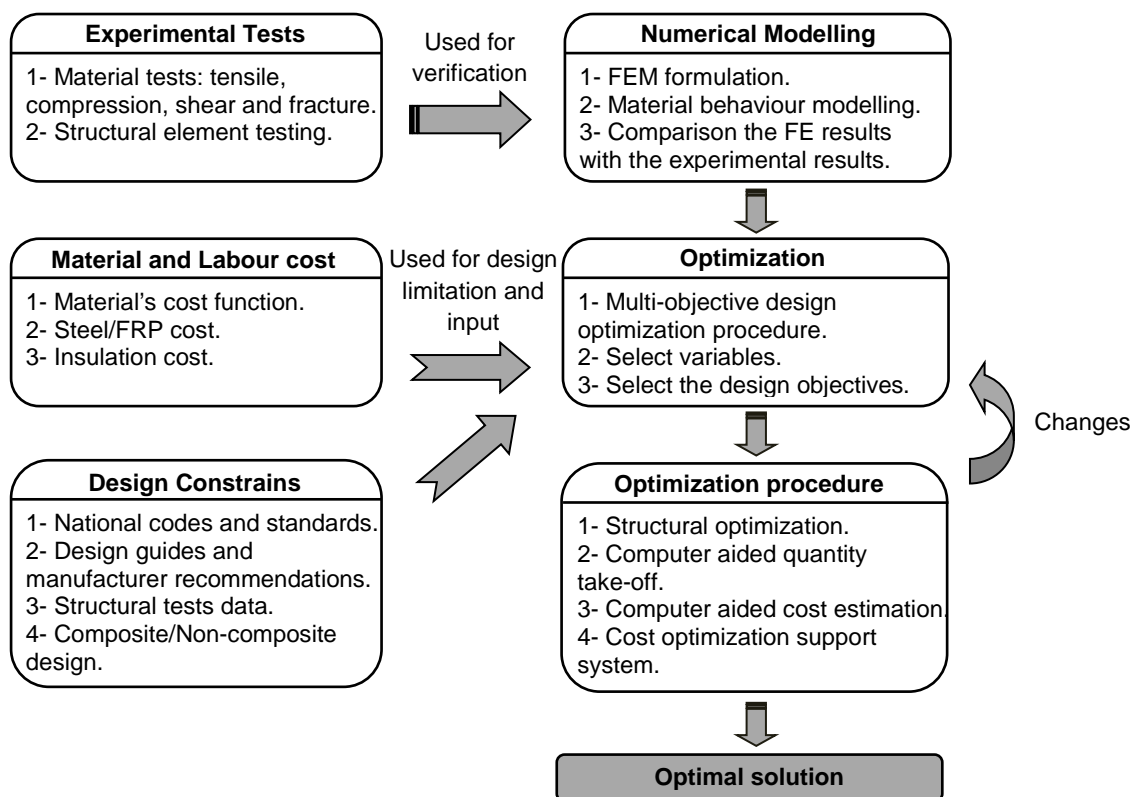 Experimental Tests
1- Material tests: tensile,
compression, shear and fracture.
2- Structural element testing.
Used for
verification
Numerical Modelling
1- FEM formulation.
2- Material behaviour modelling.
3- Comparison the FE results
with the experimental results.
Material and Labour cost
1- Material's cost function.
2- Steel/FRP cost.
3- Insulation cost.
Used for design
limitation and
input
Optimization
1- Multi-objective design
optimization procedure.
2- Select variables.
3- Select the design objectives.
Changes
Design Constrains
1- National codes and standards.
2- Design guides and
manufacturer recommendations.
3- Structural tests data.
4- Composite/Non-composite
design.
Optimization procedure
1- Structural optimization.
2- Computer aided quantity
take-off.
3- Computer aided cost estimation.
4- Cost optimization support
system.
Optimal solution